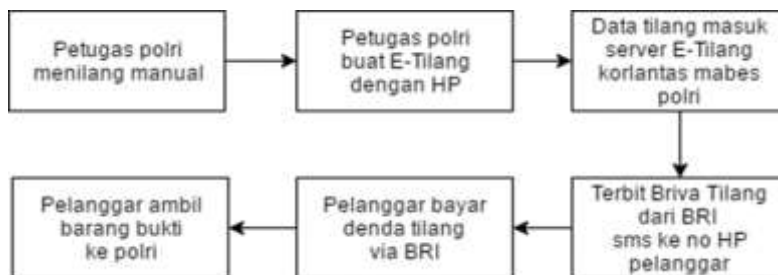 Petugas polri
menilang manual
Petugas polri
buat E-Tilang
dengan HP
Data tilang masuk
server E-Tilang
korlantas mabes
polri
Terbit Briva Tilang
dari BRI
sms ke no HP
pelanggar
Pelanggar bayar
denda tilang
via BRI
Pelanggar ambil
barang bukti
ke polri